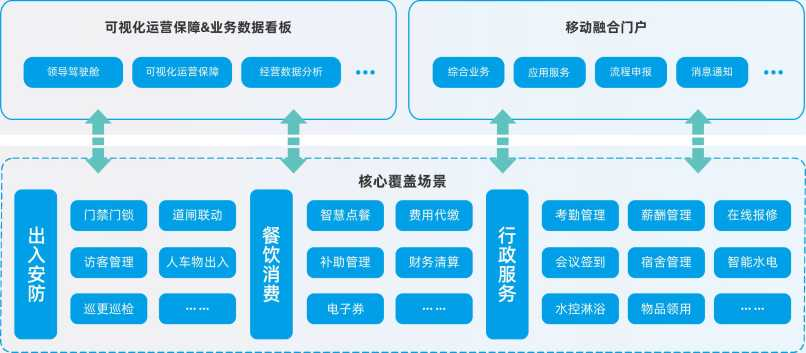 可视化运营保障&业务数据看板
领导驾驶舱 可视化运营保障 经营数据分析 •••
移动融合门户
综合业务 应用服务 流程申报 消息通知 •••
核心覆盖场景
出入安防
门禁门锁 道闸联动
访客管理 人车物出入
巡更巡检 ……
餐饮消费
智慧点餐 费用代缴
补助管理 财务清算
电子券 ……
行政服务
考勤管理 薪酬管理 在线报修
会议签到 宿舍管理 智能水电
水控淋浴 物品领用 ……